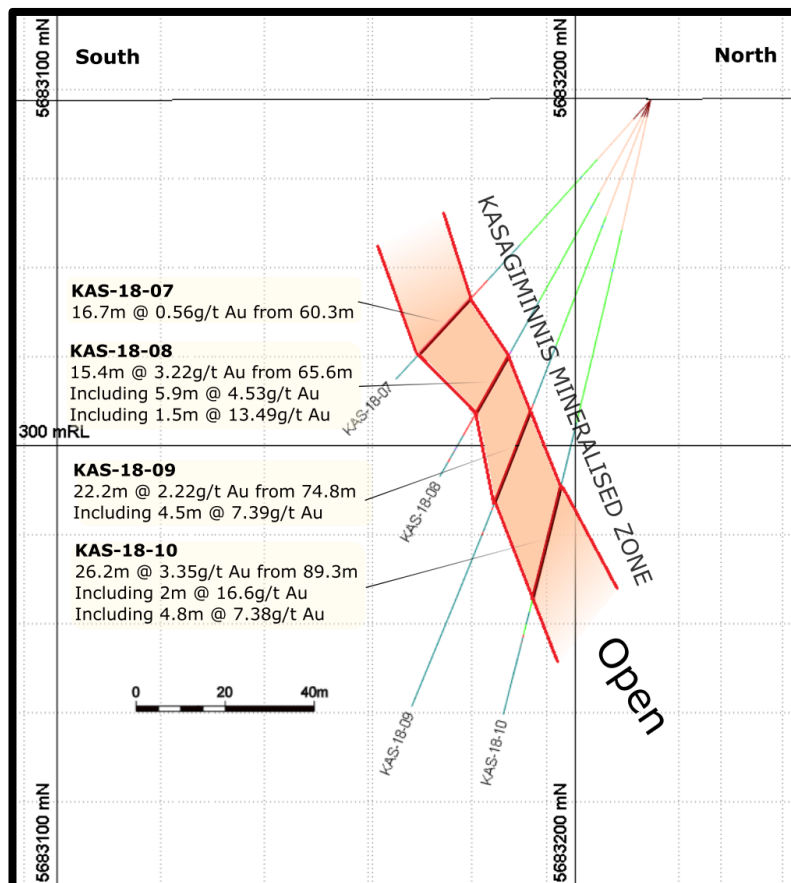 5683100 mN
South
5683200 mN
North
KASAGIMINNIS MINERALISED ZONE
KAS-18-07
16.7m @ 0.56g/t Au from 60.3m
KAS-18-08
15.4m @ 3.22g/t Au from 65.6m
Including 5.9m @ 4.53g/t Au
Including 1.5m @ 13.49g/t Au
KAS-18-07
300 mRL
KAS-18-09
22.2m @ 2.22g/t Au from 74.8m
Including 4.5m @ 7.39g/t Au
KAS-18-08
KAS-18-10
26.2m @ 3.35g/t Au from 89.3m
Including 2m @ 16.6g/t Au
Including 4.8m @ 7.38g/t Au
Open
0 20 40m
KAS-18-09
KAS-18-10
5683100 mN
5683200 mN